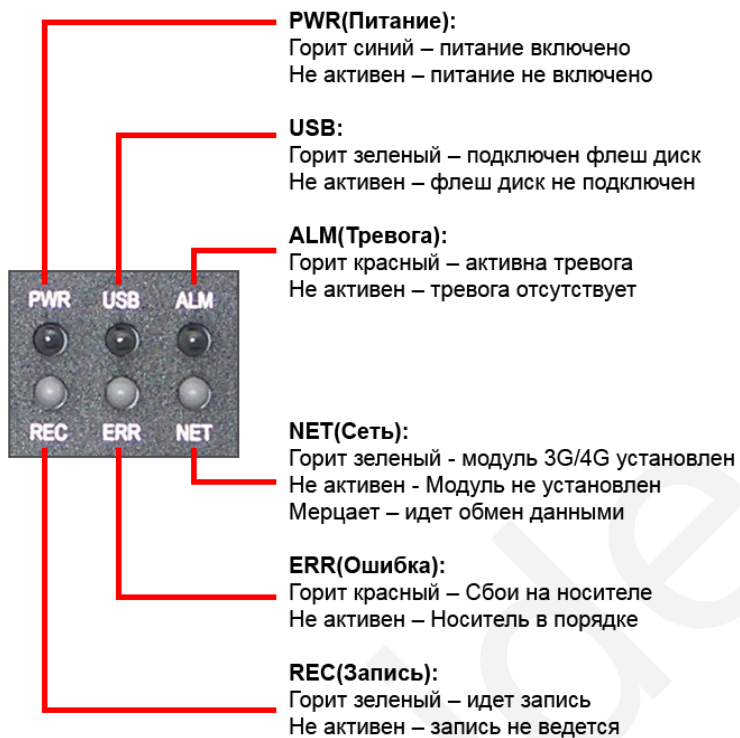 PWR(Питание):
Горит синий – питание включено
Не активен – питание не включено
USB:
Горит зеленый – подключен флеш диск
Не активен – флеш диск не подключен
ALM(Тревога):
Горит красный – активна тревога
Не активен – тревога отсутствует
PWR USB ALM
REC ERR NET
NET(Сеть):
Горит зеленый - модуль 3G/4G установлен
Не активен - Модуль не установлен
Мерцает – идет обмен данными
ERR(Ошибка):
Горит красный – Сбои на носителе
Не активен – Носитель в порядке
REC(Запись):
Горит зеленый – идет запись
Не активен – запись не ведется